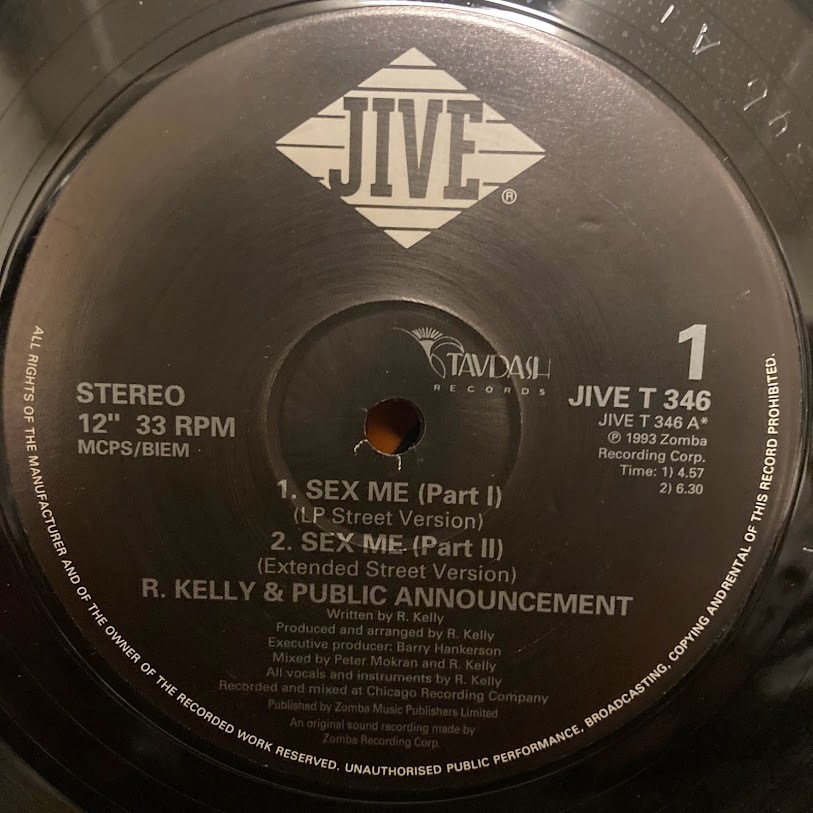 JIVE
®
TAVDASH
RECORDS
1
STEREO
12" 33 RPM
MCPS/BIEM
JIVE T 346
JIVE T 346 A*
℗ 1993 Zomba
Recording Corp.
Time: 1) 4.57
2) 6.30
1. SEX ME (Part I)
(LP Street Version)
2. SEX ME (Part II)
(Extended Street Version)
R. KELLY & PUBLIC ANNOUNCEMENT
Written by R. Kelly
Produced and arranged by R. Kelly
Executive producer: Barry Hankerson
Mixed by Peter Mokran and R. Kelly
All vocals and instruments by R. Kelly
Recorded and mixed at Chicago Recording Company
Published by Zomba Music Publishers Limited
An original sound recording made by
Zomba Recording Corp.
ALL RIGHTS OF THE MANUFACTURER AND OF THE OWNER OF THE RECORDED WORK RESERVED. UNAUTHORISED PUBLIC PERFORMANCE, BROADCASTING, COPYING ANDRENTAL OF THIS RECORD PROHIBITED.